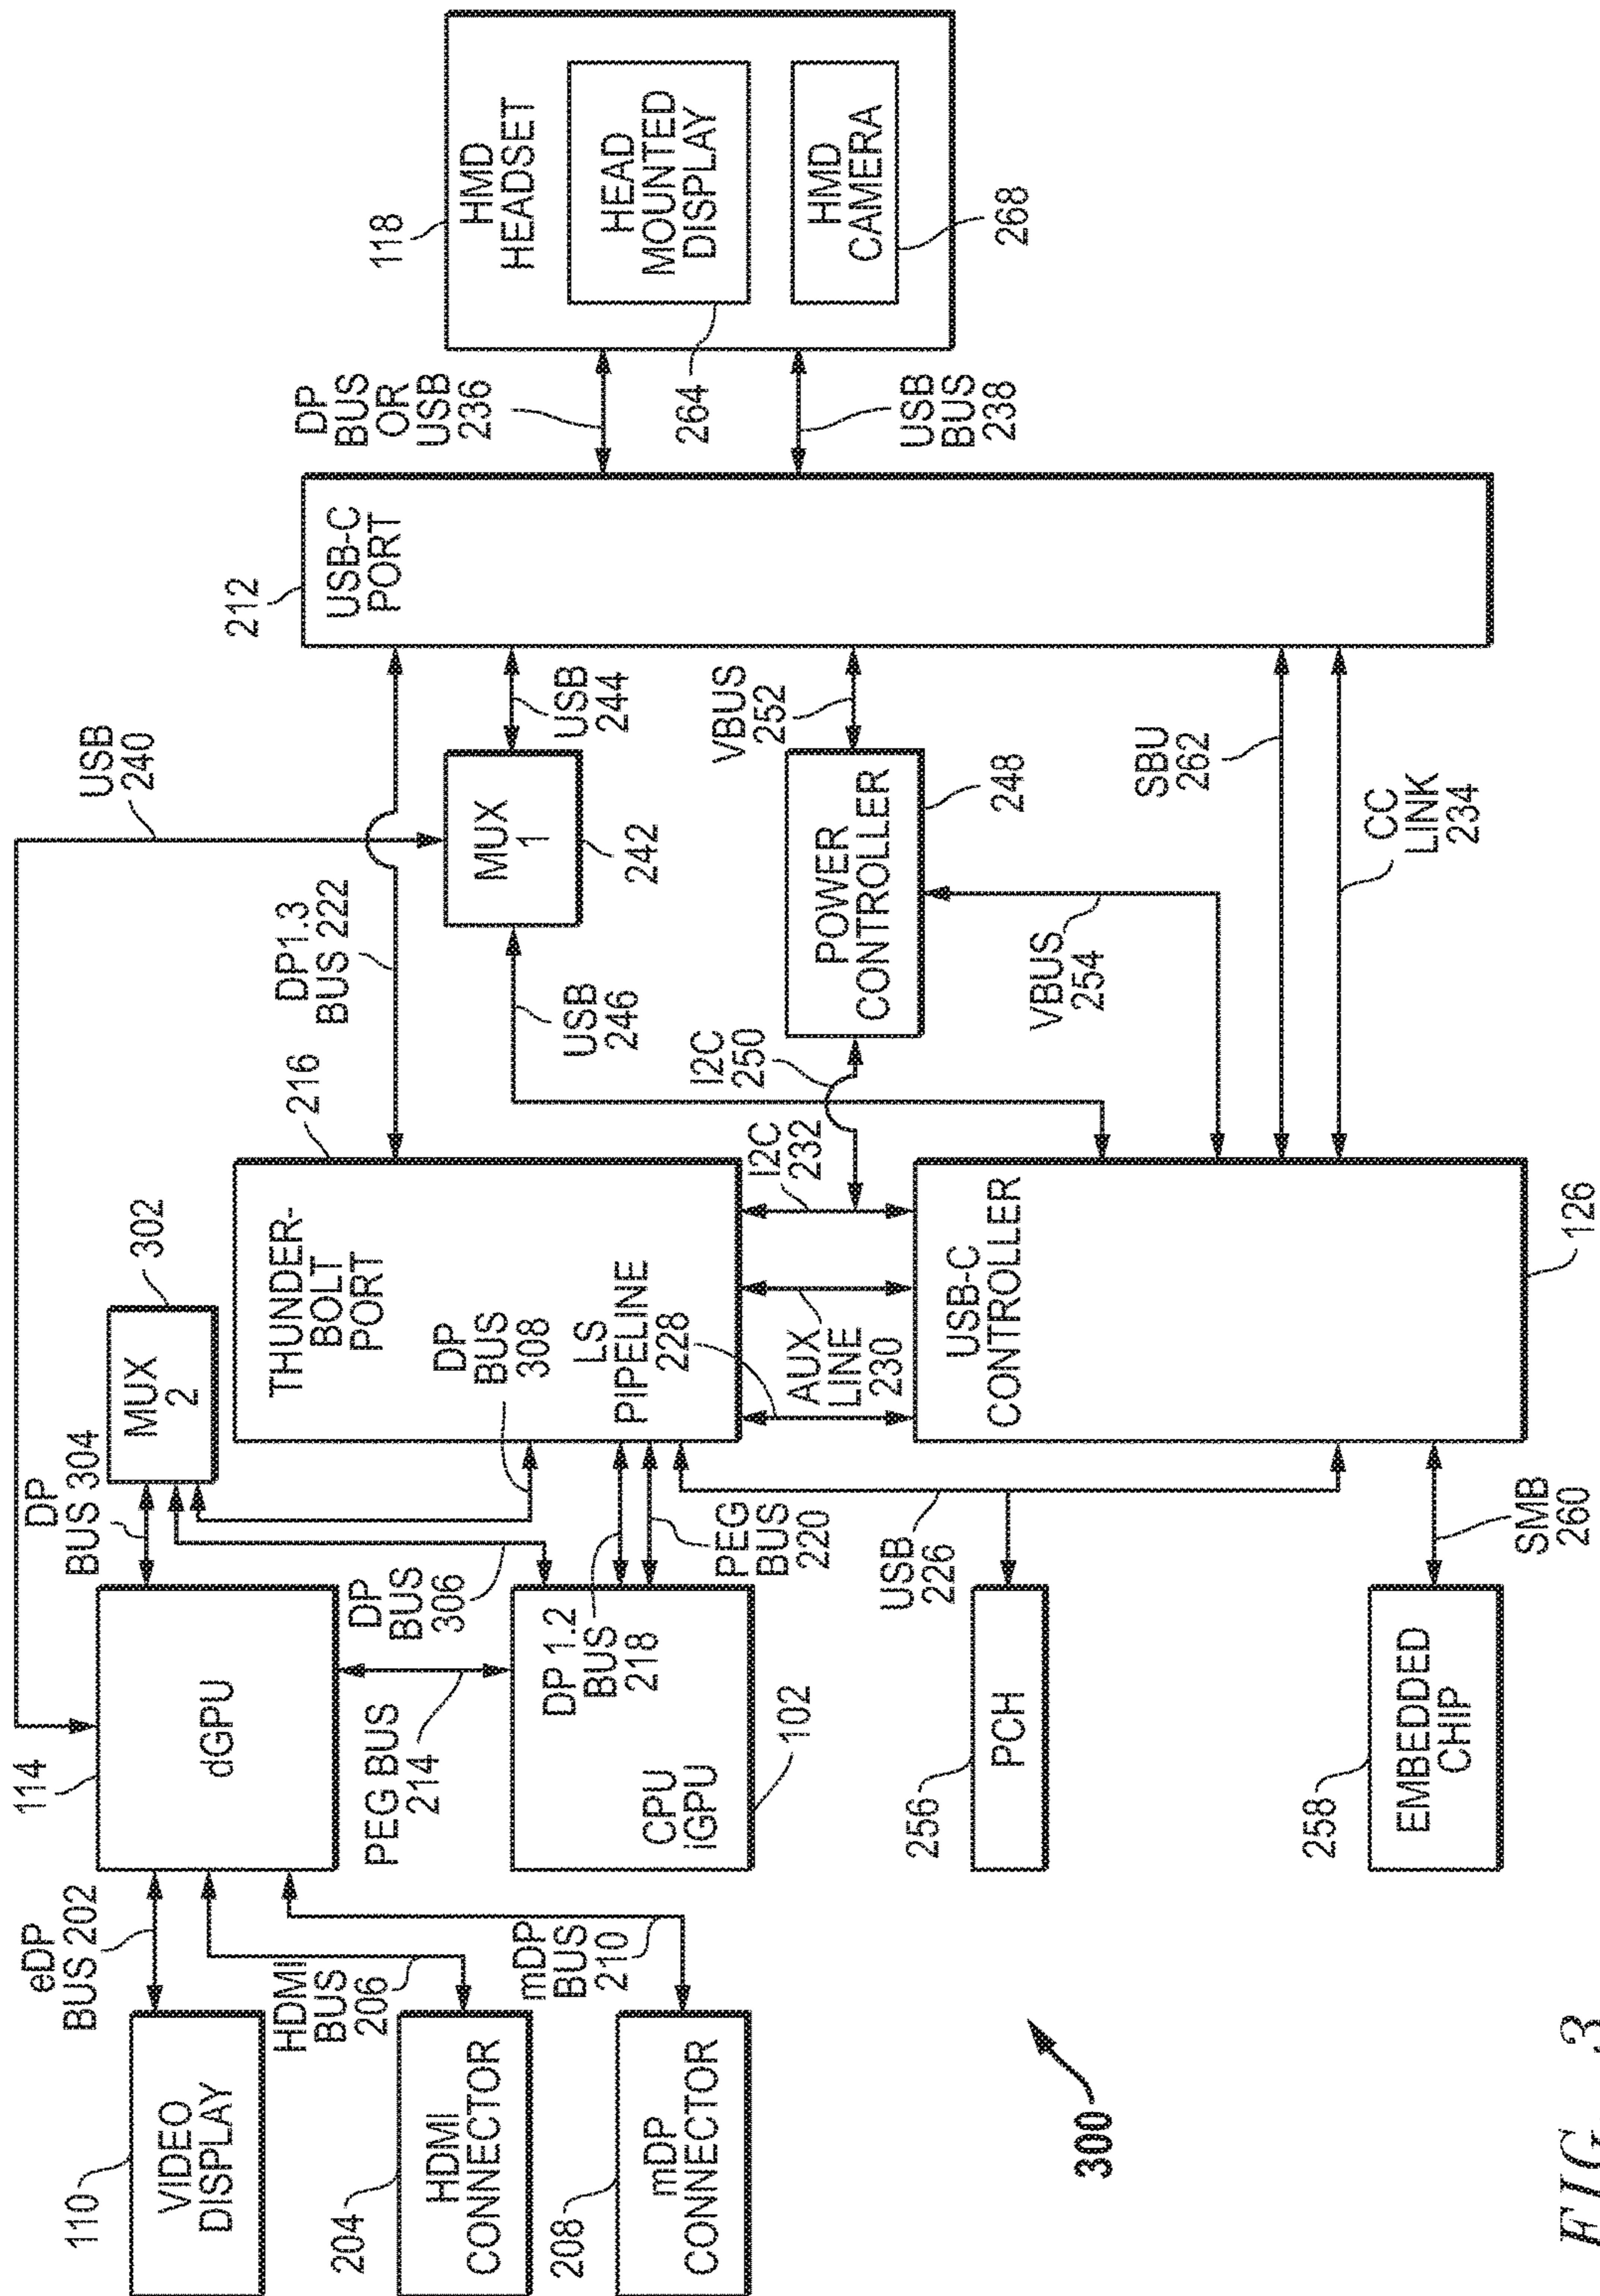 110
VIDEO
DISPLAY
204
HDMI
CONNECTOR
208
mDP
CONNECTOR
eDP
BUS 202
HDMI
BUS
206
mDP
BUS
210
114
dGPU
PEG BUS
214
CPU
iGPU
DP 1.2
BUS
218
102
256
PCH
258
EMBEDDED
CHIP
DP
BUS 304
DP
BUS
306
PEG
BUS
220
USB
226
SMB
260
MUX
2
302
THUNDER-
BOLT
PORT
216
DP
BUS
308
LS
PIPELINE
228
AUX
LINE
230
I2C
232
USB-C
CONTROLLER
126
USB
240
DP1.3
BUS 222
USB
246
I2C
250
MUX
1
242
USB
244
POWER
CONTROLLER
248
VBUS
252
VBUS
254
SBU
262
CC
LINK
234
212
USB-C
PORT
DP
BUS
OR
USB
236
USB
BUS
238
118
HMD
HEADSET
HEAD
MOUNTED
DISPLAY
264
HMD
CAMERA
268
300
FIG. 3